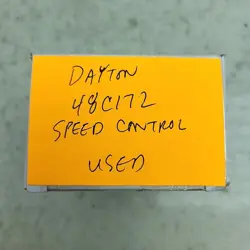 DAYTON
48C172
SPEED CONTROL
USED